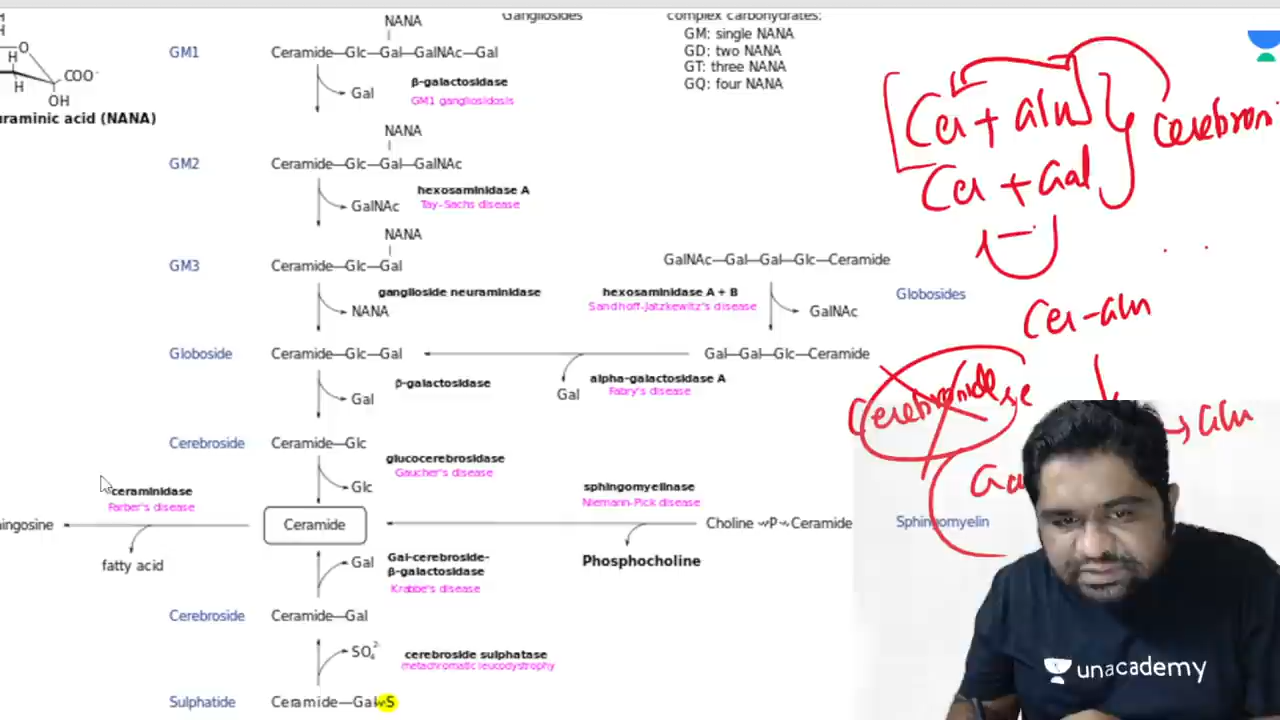 Gangliosides
complex carbohydrates:
GM: single NANA
GD: two NANA
GT: three NANA
GQ: four NANA
H
O
H
H
COO-
OH
uraminic acid (NANA)
NANA
GM1
Ceramide—Glc—Gal—GalNAc—Gal
Gal
β-galactosidase
GM1 gangliosidosis
NANA
GM2
Ceramide—Glc—Gal—GalNAc
GalNAc
hexosaminidase A
Tay-Sachs disease
NANA
GM3
Ceramide—Glc—Gal
NANA
ganglioside neuraminidase
GalNAc—Gal—Gal—Glc—Ceramide
hexosaminidase A + B
Sandhoff-Jatzkewitz's disease
GalNAc
Globosides
Globoside
Ceramide—Glc—Gal
Gal—Gal—Glc—Ceramide
Gal
alpha-galactosidase A
Fabry's disease
Gal
β-galactosidase
Cerebroside
Ceramide—Glc
Glc
glucocerebrosidase
Gaucher's disease
ceraminidase
Farber's disease
hingosine
fatty acid
Ceramide
sphingomyelinase
Niemann-Pick disease
Choline P Ceramide
Sphingomyelin
Phosphocholine
Gal
Gal-cerebroside-
β-galactosidase
Krabbe's disease
Cerebroside
Ceramide—Gal
SO₄²⁻
cerebroside sulphatase
metachromatic leucodystrophy
Sulphatide
Ceramide—Gal S
Cer + Glu
Cer + Gal
Cer-Glu
Glu
unacademy